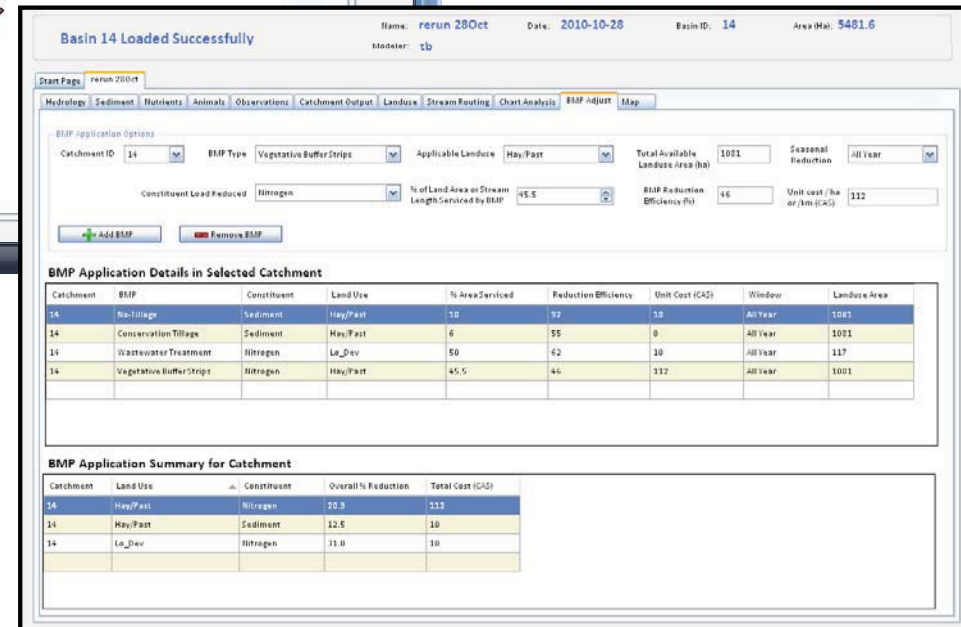 Basin 14 Loaded Successfully
Name: rerun 28Oct Date: 2010-10-28 Basin ID: 14 Area (Ha): 5481.6
Modeler: tb
Start Page rerun 28Oct
Hydrology Sediment Nutrients Animals Observations Catchment Output Landuse Stream Routing Chart Analysis BMP Adjust Map
BMP Application Options
Catchment ID 14 BMP Type Vegetative Buffer Strips Applicable Landuse Hay/Past Total Available Landuse Area (ha) 1081 Seasonal Reduction All Year
Constituent Load Reduced Nitrogen % of Land Area or Stream Length Serviced by BMP 45.5 BMP Reduction Efficiency (%) 46 Unit cost /ha or /km (CA$) 112
Add BMP Remove BMP
BMP Application Details in Selected Catchment
Catchment BMP Constituent Land Use % Area Serviced Reduction Efficiency Unit Cost (CA$) Window Landuse Area
14 No-Tillage Sediment Hay/Past 10 92 10 All Year 1081
14 Conservation Tillage Sediment Hay/Past 6 55 0 All Year 1081
14 Wastewater Treatment Nitrogen Lo_Dev 50 62 10 All Year 117
14 Vegetative Buffer Strips Nitrogen Hay/Past 45.5 46 112 All Year 1081
BMP Application Summary for Catchment
Catchment Land Use Constituent Overall % Reduction Total Cost (CA$)
14 Hay/Past Nitrogen 20.9 112
14 Hay/Past Sediment 12.5 10
14 Lo_Dev Nitrogen 31.0 10